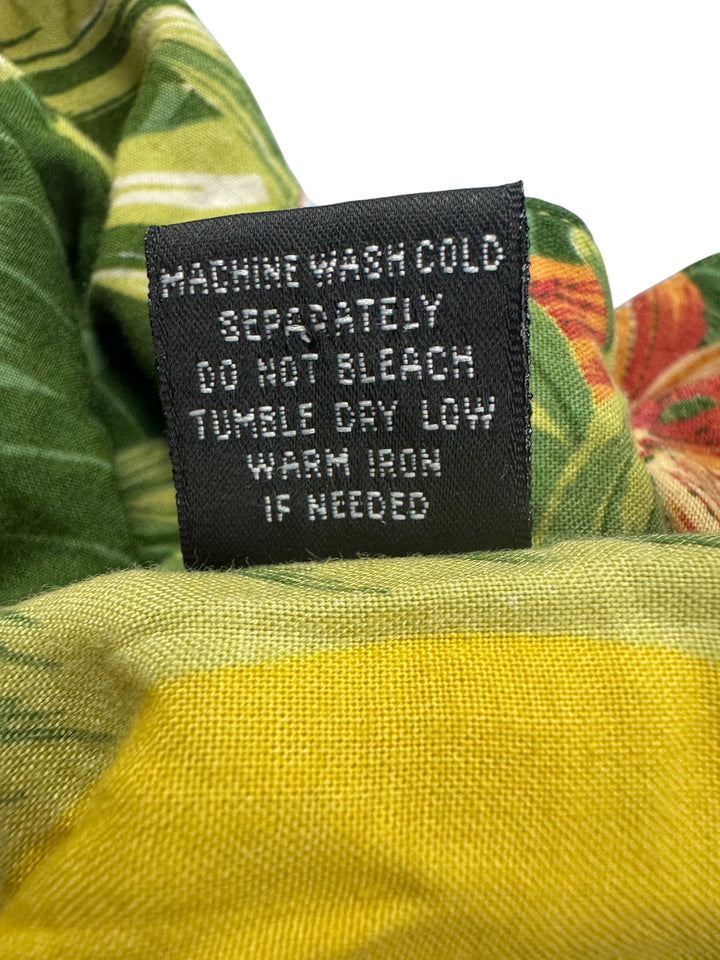 MACHINE WASH COLD
SEPARATELY
DO NOT BLEACH
TUMBLE DRY LOW
WARM IRON
IF NEEDED